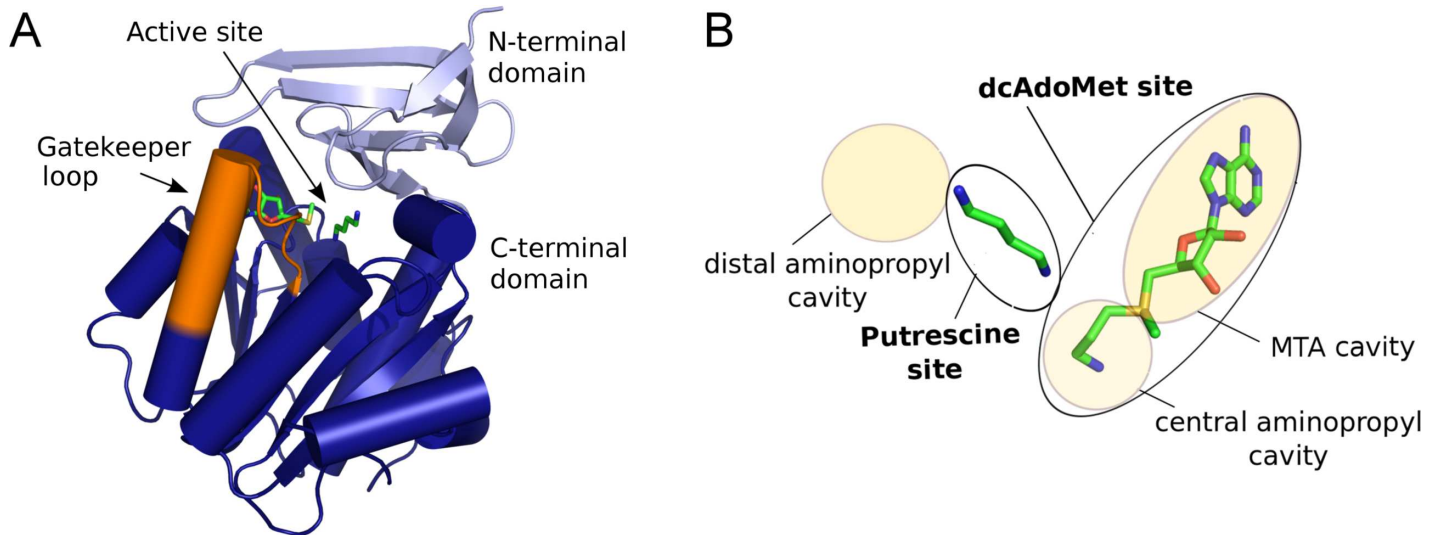 A
Active site
N-terminal
domain
Gatekeeper
loop
C-terminal
domain
B
dcAdoMet site
distal aminopropyl
cavity
Putrescine
site
MTA cavity
central aminopropyl
cavity